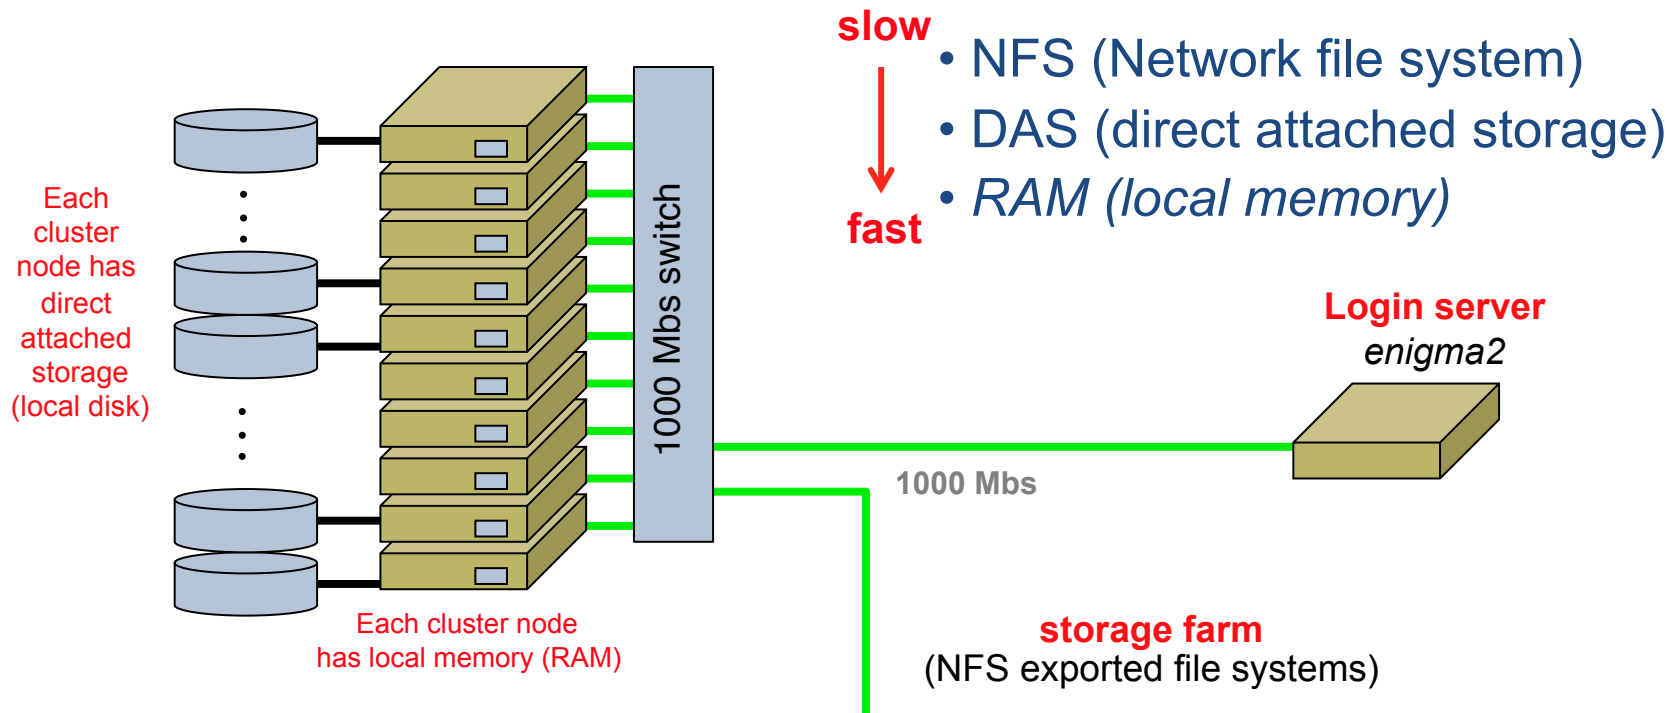 slow
fast
• NFS (Network file system)
• DAS (direct attached storage)
• RAM (local memory)
Each
cluster
node has
direct
attached
storage
(local disk)
1000 Mbs switch
Login server
enigma2
1000 Mbs
Each cluster node
has local memory (RAM)
storage farm
(NFS exported file systems)